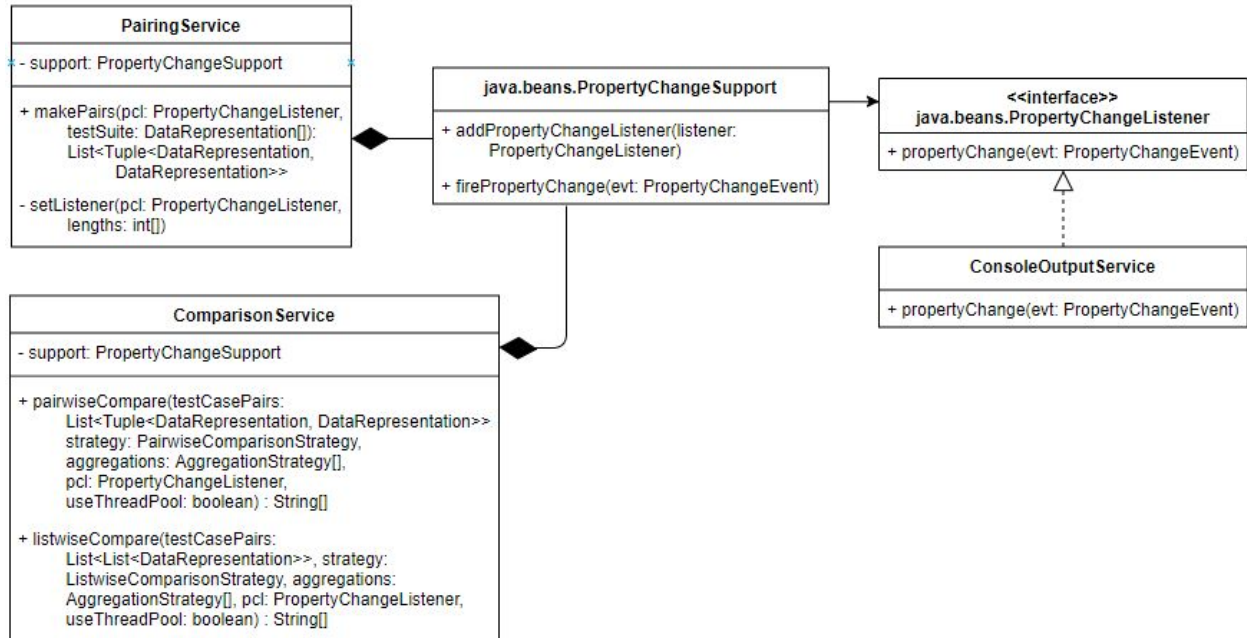 PairingService
- support: PropertyChangeSupport
+ makePairs(pcl: PropertyChangeListener,
testSuite: DataRepresentation[]):
List<Tuple<DataRepresentation,
DataRepresentation>>
- setListener(pcl: PropertyChangeListener,
lengths: int[])
java.beans.PropertyChangeSupport
+ addPropertyChangeListener(listener:
PropertyChangeListener)
+ firePropertyChange(evt: PropertyChangeEvent)
<<interface>>
java.beans.PropertyChangeListener
+ propertyChange(evt: PropertyChangeEvent)
ConsoleOutputService
+ propertyChange(evt: PropertyChangeEvent)
ComparisonService
- support: PropertyChangeSupport
+ pairwiseCompare(testCasePairs:
List<Tuple<DataRepresentation, DataRepresentation>>
strategy: PairwiseComparisonStrategy,
aggregations: AggregationStrategy[],
pcl: PropertyChangeListener,
useThreadPool: boolean) : String[]
+ listwiseCompare(testCasePairs:
List<List<DataRepresentation>>, strategy:
ListwiseComparisonStrategy, aggregations:
AggregationStrategy[], pcl: PropertyChangeListener,
useThreadPool: boolean) : String[]